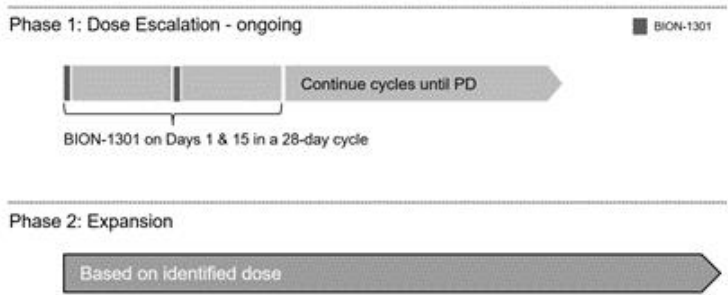 Phase 1: Dose Escalation - ongoing
BION-1301
Continue cycles until PD
BION-1301 on Days 1 & 15 in a 28-day cycle
Phase 2: Expansion
Based on identified dose